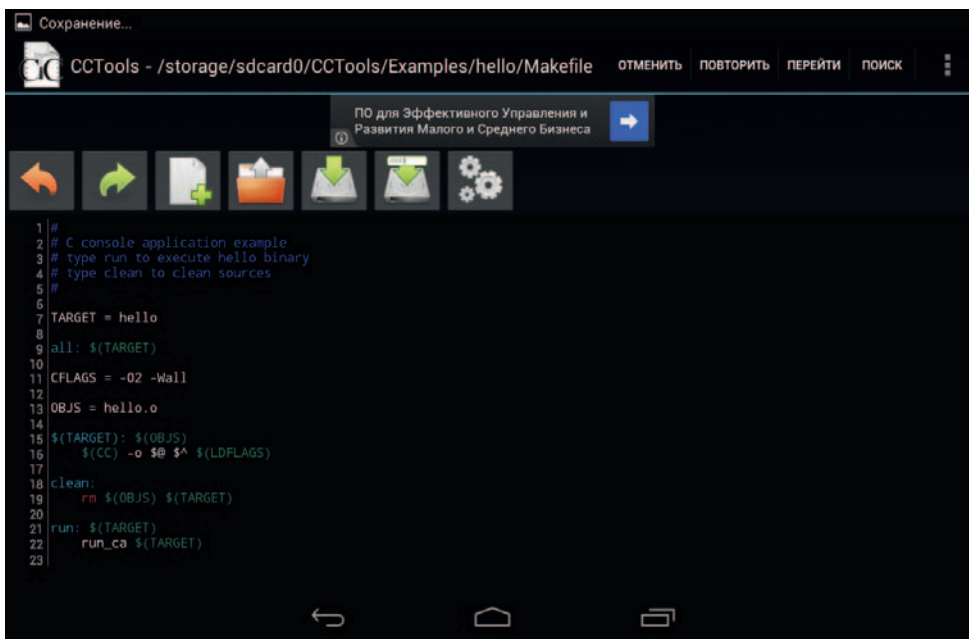 Сохранение...
CCTools - /storage/sdcard0/CCTools/Examples/hello/Makefile ОТМЕНИТЬ ПОВТОРИТЬ ПЕРЕЙТИ ПОИСК
ПО для Эффективного Управления и
Развития Малого и Среднего Бизнеса
1 #
2 # C console application example
3 # type run to execute hello binary
4 # type clean to clean sources
5 #
6
7 TARGET = hello
8
9 all: $(TARGET)
10
11 CFLAGS = -O2 -Wall
12
13 OBJS = hello.o
14
15 $(TARGET): $(OBJS)
16 $(CC) -o $@ $^ $(LDFLAGS)
17
18 clean:
19 rm $(OBJS) $(TARGET)
20
21 run: $(TARGET)
22 run_ca $(TARGET)
23